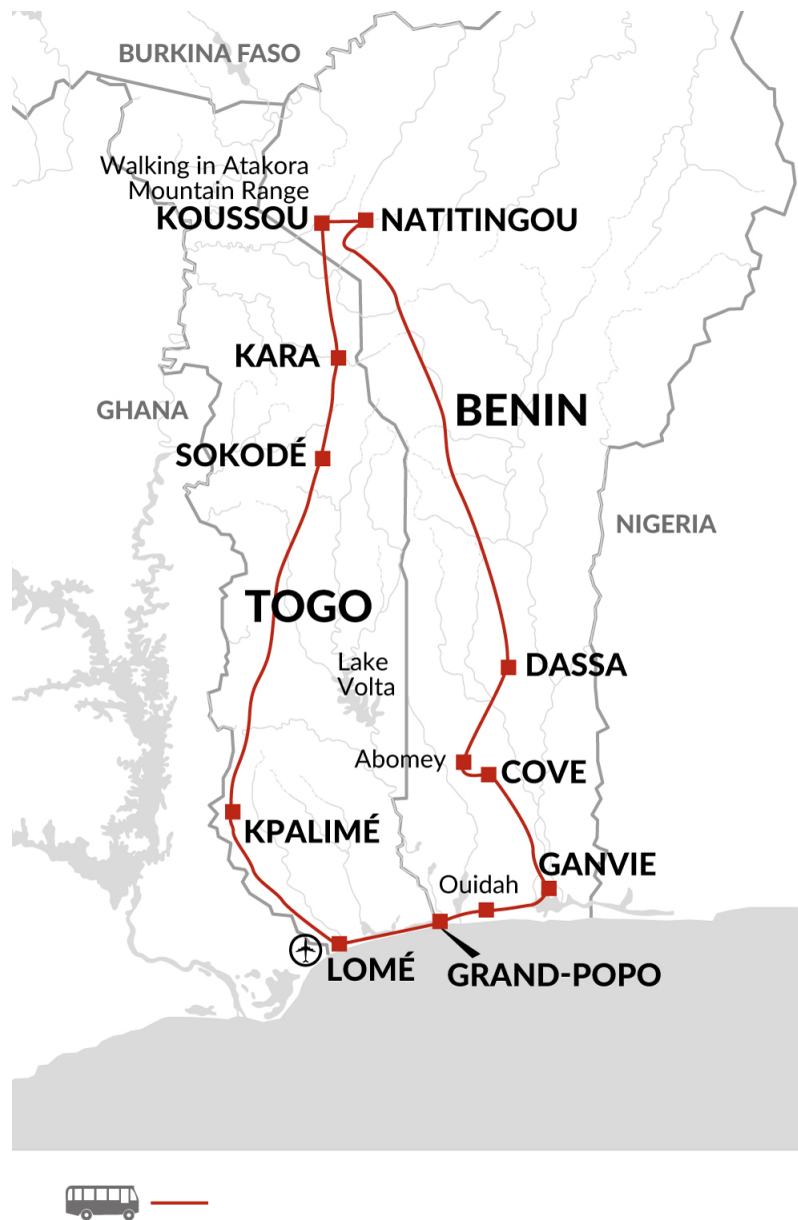 BURKINA FASO
Walking in Atakora
Mountain Range
KOUSSOU
NATITINGOU
KARA
BENIN
GHANA
SOKODÉ
NIGERIA
TOGO
Lake
Volta
DASSA
Abomey
COVE
KPALIMÉ
GANVIE
Ouidah
LOMÉ
GRAND-POPO